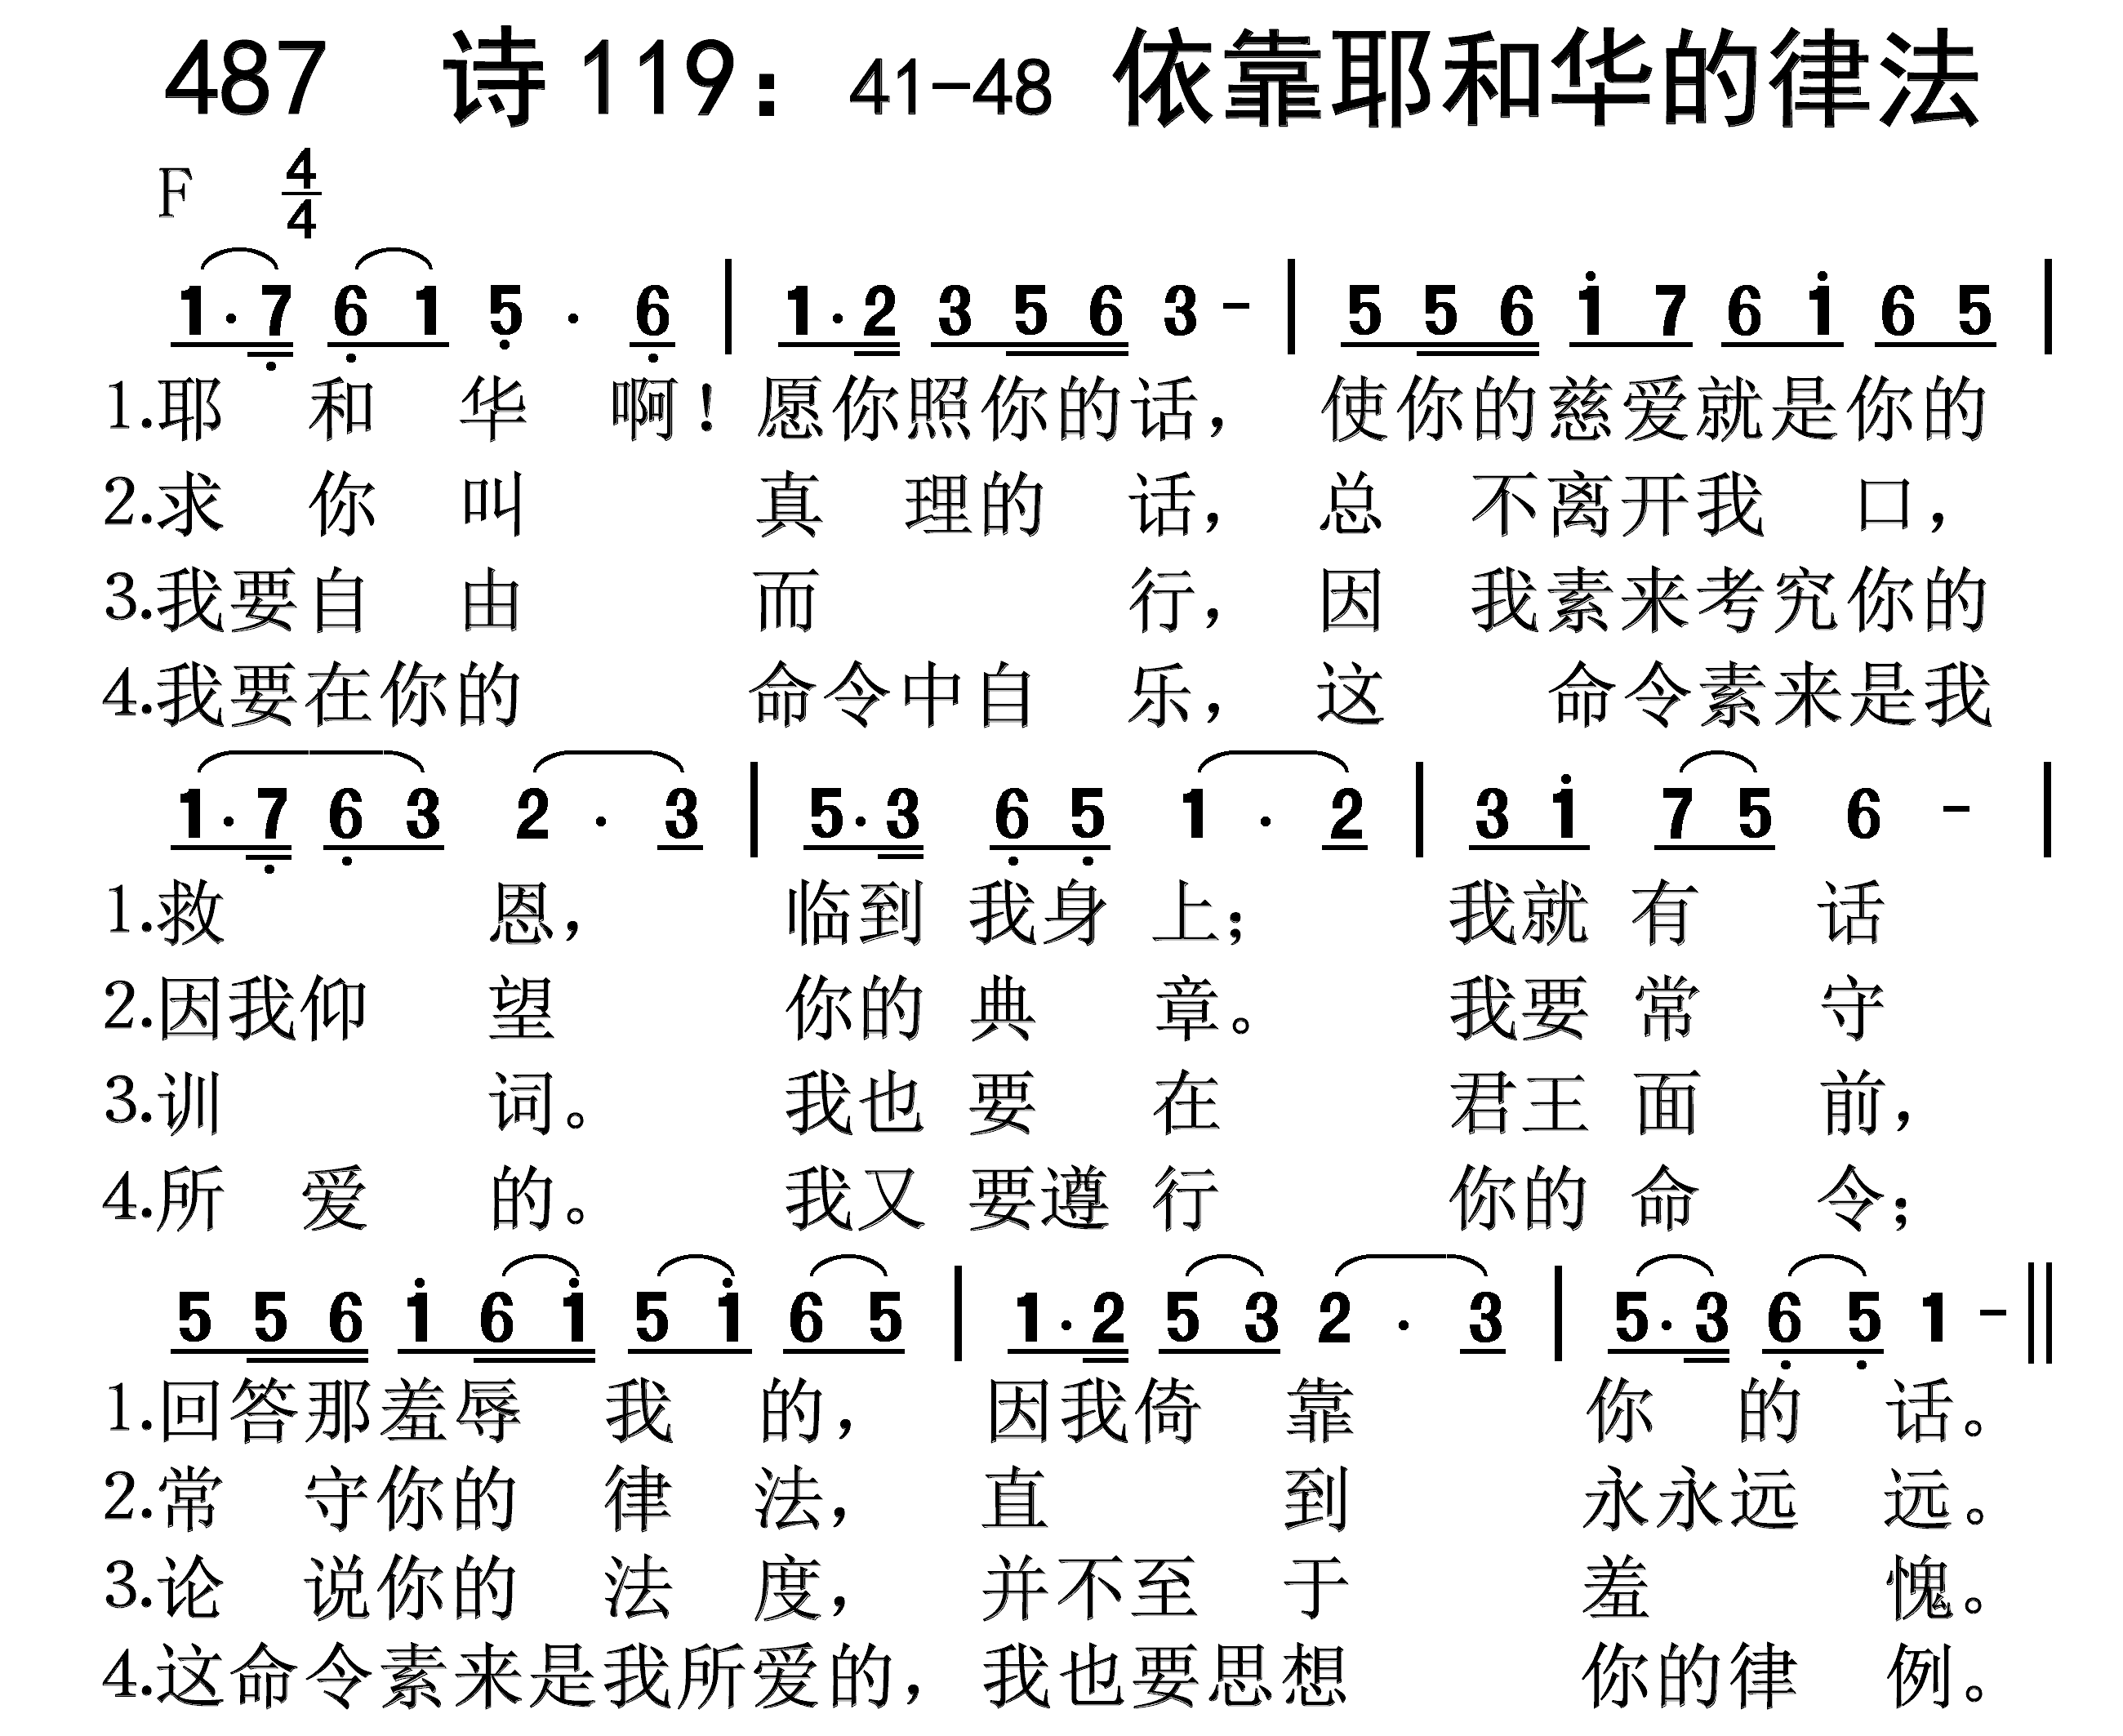 487 诗119：41-48 依靠耶和华的律法
F 4/4
1·7 6 1 5 · 6 | 1·2 3 5 6 3 - | 5 5 6 i 7 6 i 6 5 |
1.耶 和 华 啊！愿你照你的话， 使你的慈爱就是你的
2.求 你 叫 真 理的 话， 总 不离开我 口，
3.我要自 由 而 行， 因 我素来考究你的
4.我要在你的 命令中自 乐， 这 命令素来是我
1·7 6 3 2 · 3 | 5·3 6 5 1 · 2 | 3 i 7 5 6 - |
1.救 恩， 临到 我身 上； 我就 有 话
2.因我仰 望 你的 典 章。 我要 常 守
3.训 词。 我也 要 在 君王 面 前，
4.所 爱 的。 我又 要遵 行 你的 命 令；
5 5 6 i 6 i 5 i 6 5 | 1·2 5 3 2 · 3 | 5·3 6 5 1 - ‖
1.回答那羞辱 我 的， 因我倚 靠 你 的 话。
2.常 守你的 律 法， 直 到 永永远 远。
3.论 说你的 法 度， 并不至 于 羞 愧。
4.这命令素来是我所爱的，我也要思想 你的律 例。